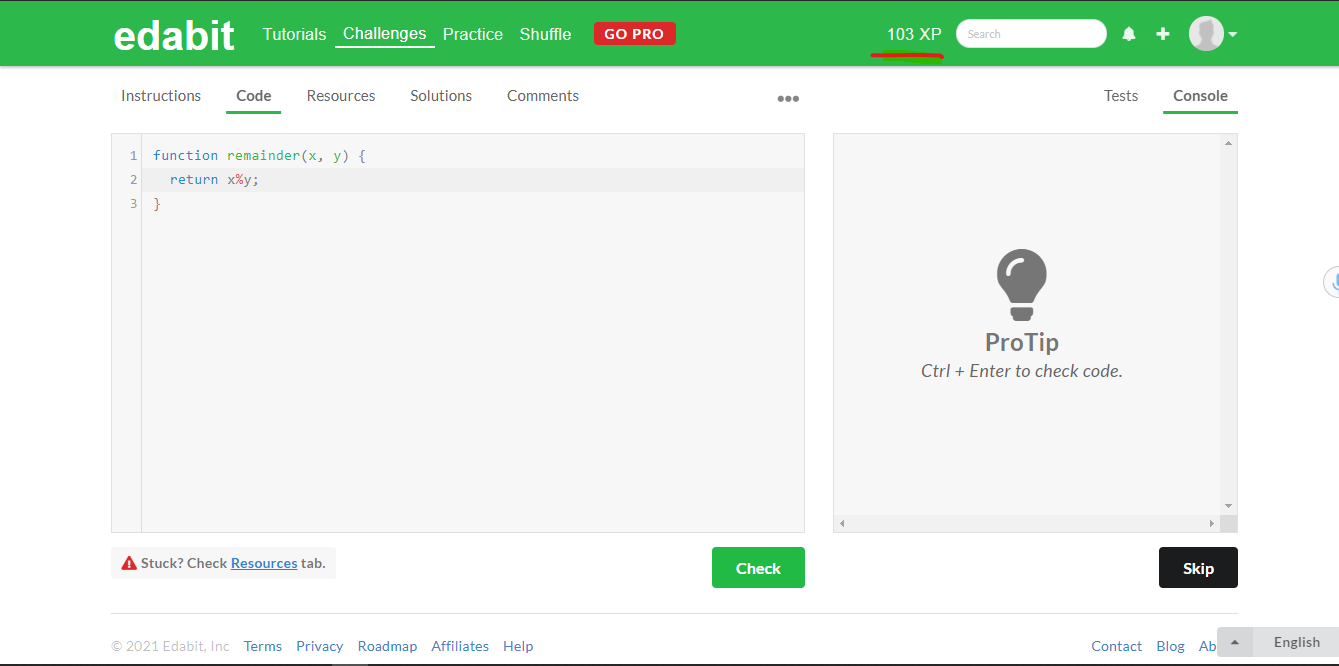 edabit Tutorials Challenges Practice Shuffle GO PRO 103 XP Search
Instructions Code Resources Solutions Comments Tests Console
1 function remainder(x, y) {
2 return x%y;
3 }
ProTip
Ctrl + Enter to check code.
Stuck? Check Resources tab.
Check
Skip
© 2021 Edabit, Inc Terms Privacy Roadmap Affiliates Help Contact Blog Ab
English